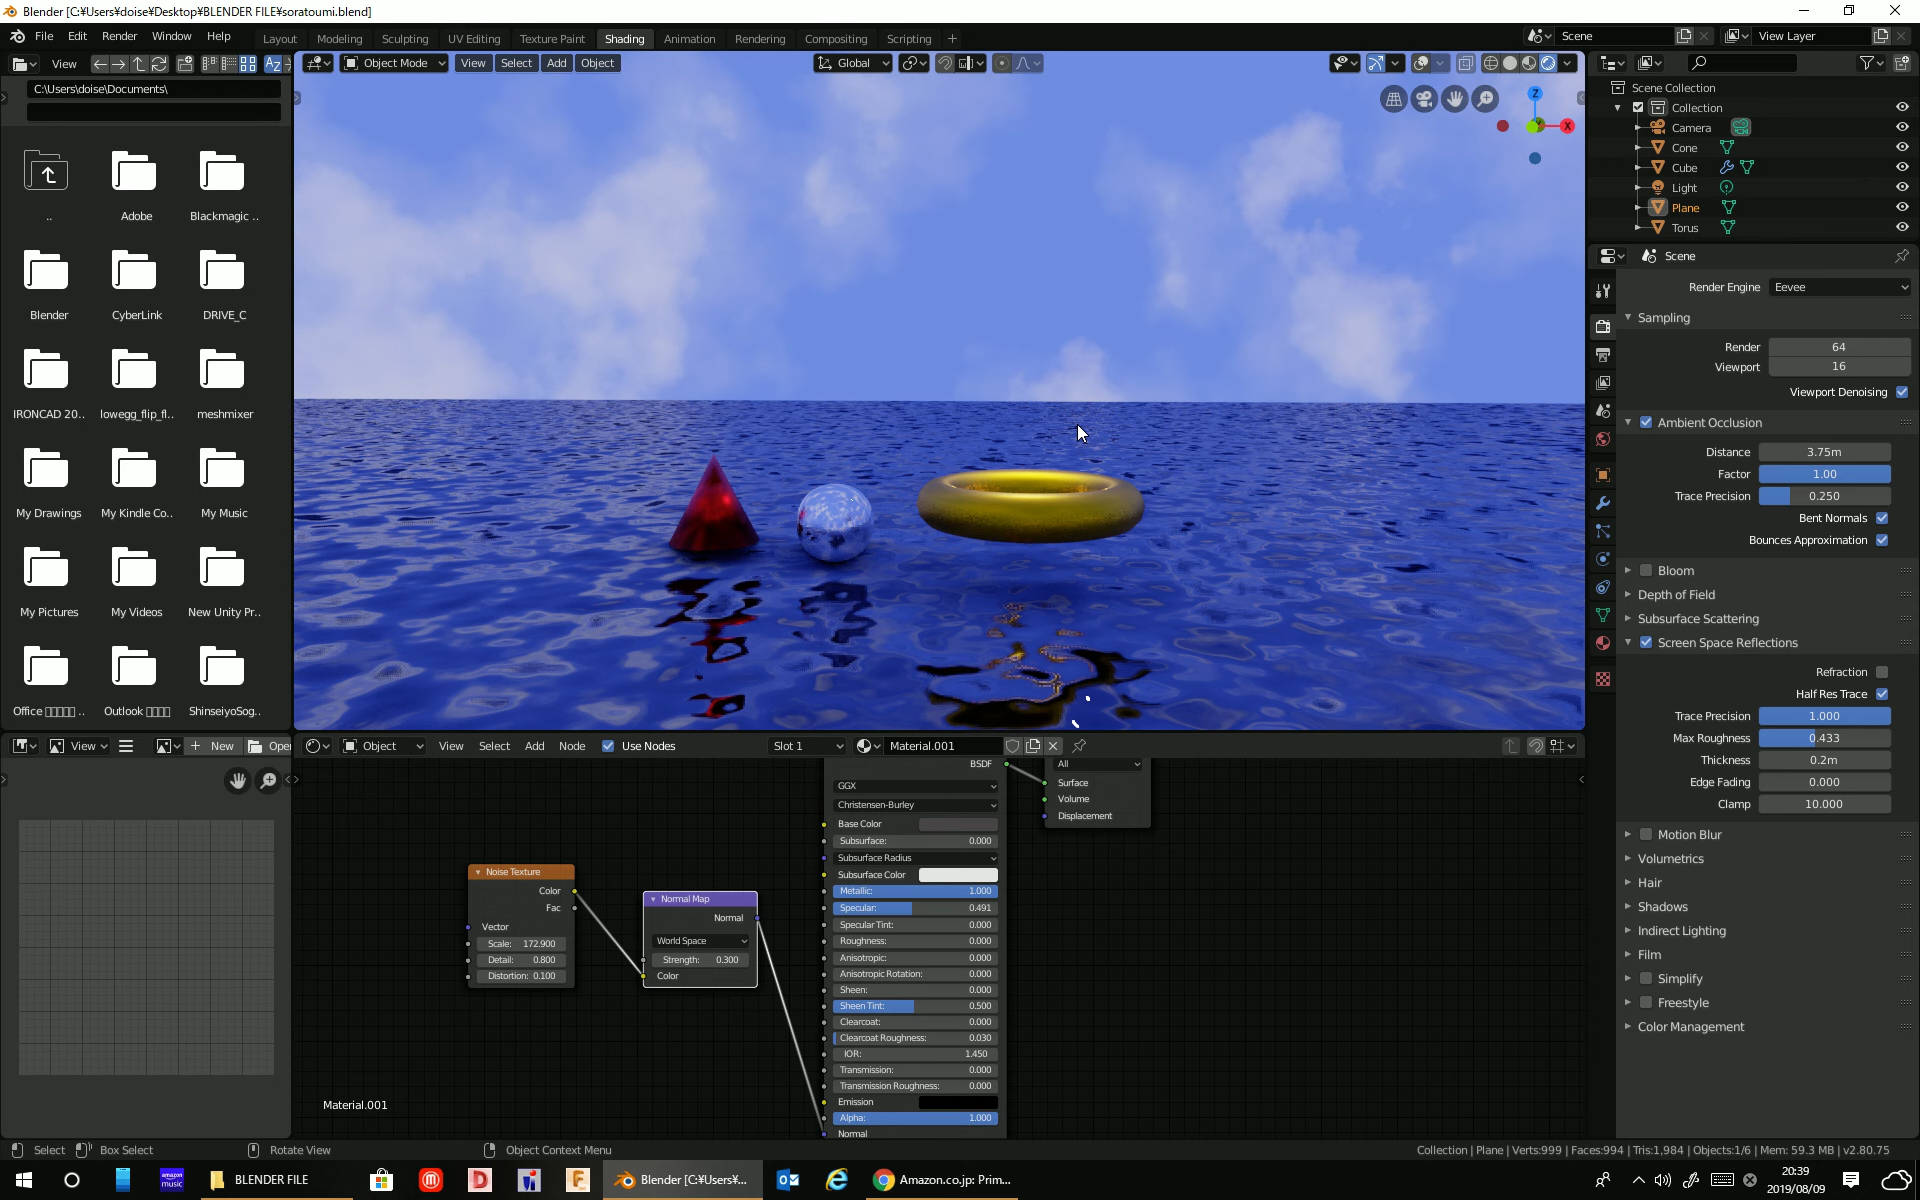 Blender [C:¥Users¥doise¥Desktop¥BLENDER FILE¥soratoumi.blend]
File Edit Render Window Help Layout Modeling Sculpting UV Editing Texture Paint Shading Animation Rendering Compositing Scripting + Scene View Layer
View
Object Mode View Select Add Object Global
C:\Users\doise\Documents\
..
Adobe
Blackmagic ..
Blender
CyberLink
DRIVE_C
IRONCAD 20..
lowegg_flip_fl..
meshmixer
My Drawings
My Kindle Co..
My Music
My Pictures
My Videos
New Unity Pr..
Office ▯▯▯▯▯ ..
Outlook ▯▯▯▯
ShinseiyoSog..
Z
X
Scene Collection
Collection
Camera
Cone
Cube
Light
Plane
Torus
Scene
Render Engine Eevee
Sampling
Render 64
Viewport 16
Viewport Denoising
Ambient Occlusion
Distance 3.75m
Factor 1.00
Trace Precision 0.250
Bent Normals
Bounces Approximation
Bloom
Depth of Field
Subsurface Scattering
Screen Space Reflections
Refraction
Half Res Trace
Trace Precision 1.000
Max Roughness 0.433
Thickness 0.2m
Edge Fading 0.000
Clamp 10.000
Motion Blur
Volumetrics
Hair
Shadows
Indirect Lighting
Film
Simplify
Freestyle
Color Management
View + New Open
Object View Select Add Node Use Nodes Slot 1 Material.001
Noise Texture
Color
Fac
Vector
Scale: 172.900
Detail: 0.800
Distortion: 0.100
Normal Map
Normal
World Space
Strength: 0.300
Color
BSDF
GGX
Christensen-Burley
Base Color
Subsurface: 0.000
Subsurface Radius
Subsurface Color
Metallic: 1.000
Specular: 0.491
Specular Tint: 0.000
Roughness: 0.000
Anisotropic: 0.000
Anisotropic Rotation: 0.000
Sheen: 0.000
Sheen Tint: 0.500
Clearcoat: 0.000
Clearcoat Roughness: 0.030
IOR: 1.450
Transmission: 0.000
Transmission Roughness: 0.000
Emission
Alpha: 1.000
Normal
All
Surface
Volume
Displacement
Material.001
Select Box Select Rotate View Object Context Menu Collection | Plane | Verts:999 | Faces:994 | Tris:1,984 | Objects:1/6 | Mem: 59.3 MB | v2.80.75
amazon music BLENDER FILE Blender [C:¥Users¥... Amazon.co.jp: Prim...
20:39
2019/08/09